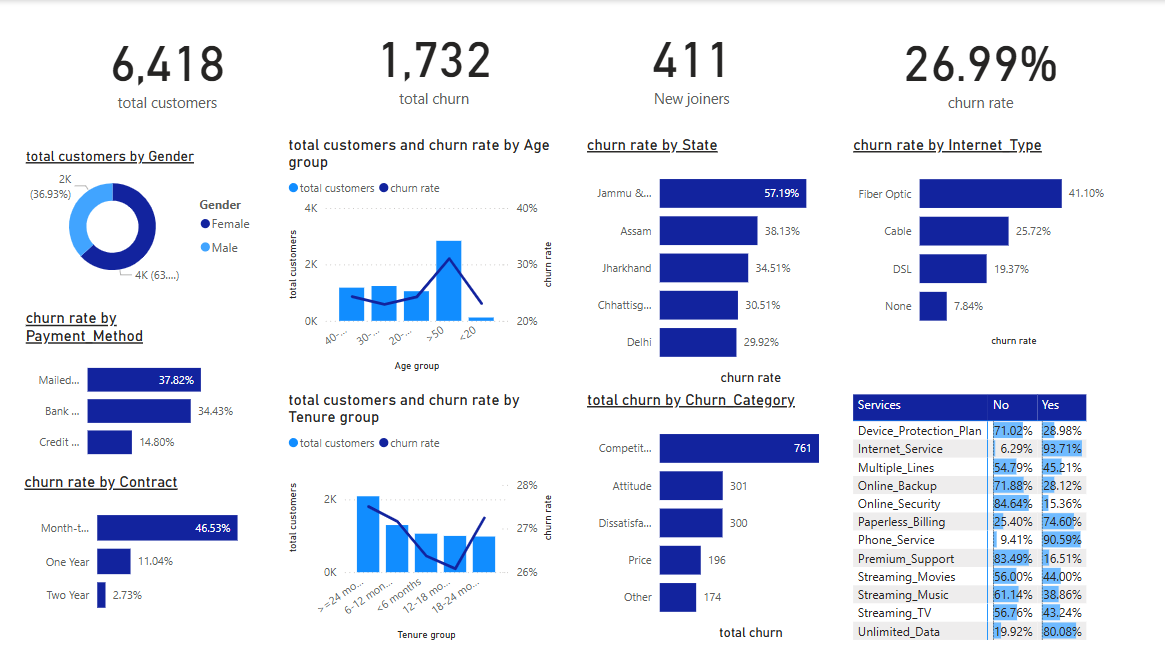 6,418
total customers
1,732
total churn
411
New joiners
26.99%
churn rate
total customers by Gender
2K
(36.93%)
4K (63....)
Gender
Female
Male
total customers and churn rate by Age
group
total customers churn rate
4K
2K
0K
total customers
40%
30%
20%
churn rate
40-...
30-...
20-...
>50
<20
Age group
churn rate by State
Jammu &... 57.19%
Assam 38.13%
Jharkhand 34.51%
Chhattisg... 30.51%
Delhi 29.92%
churn rate
churn rate by Internet_Type
Fiber Optic 41.10%
Cable 25.72%
DSL 19.37%
None 7.84%
churn rate
churn rate by
Payment_Method
Mailed... 37.82%
Bank ... 34.43%
Credit ... 14.80%
churn rate by Contract
Month-t... 46.53%
One Year 11.04%
Two Year 2.73%
total customers and churn rate by
Tenure group
total customers churn rate
2K
0K
total customers
28%
27%
26%
churn rate
>=24 mo...
6-12 mon...
<6 months
12-18 mo...
18-24 mo...
Tenure group
total churn by Churn_Category
Competit... 761
Attitude 301
Dissatisfa... 300
Price 196
Other 174
total churn
Services No Yes
Device_Protection_Plan 71.02% 28.98%
Internet_Service 6.29% 93.71%
Multiple_Lines 54.79% 45.21%
Online_Backup 71.88% 28.12%
Online_Security 84.64% 15.36%
Paperless_Billing 25.40% 74.60%
Phone_Service 9.41% 90.59%
Premium_Support 83.49% 16.51%
Streaming_Movies 56.00% 44.00%
Streaming_Music 61.14% 38.86%
Streaming_TV 56.76% 43.24%
Unlimited_Data 19.92% 80.08%